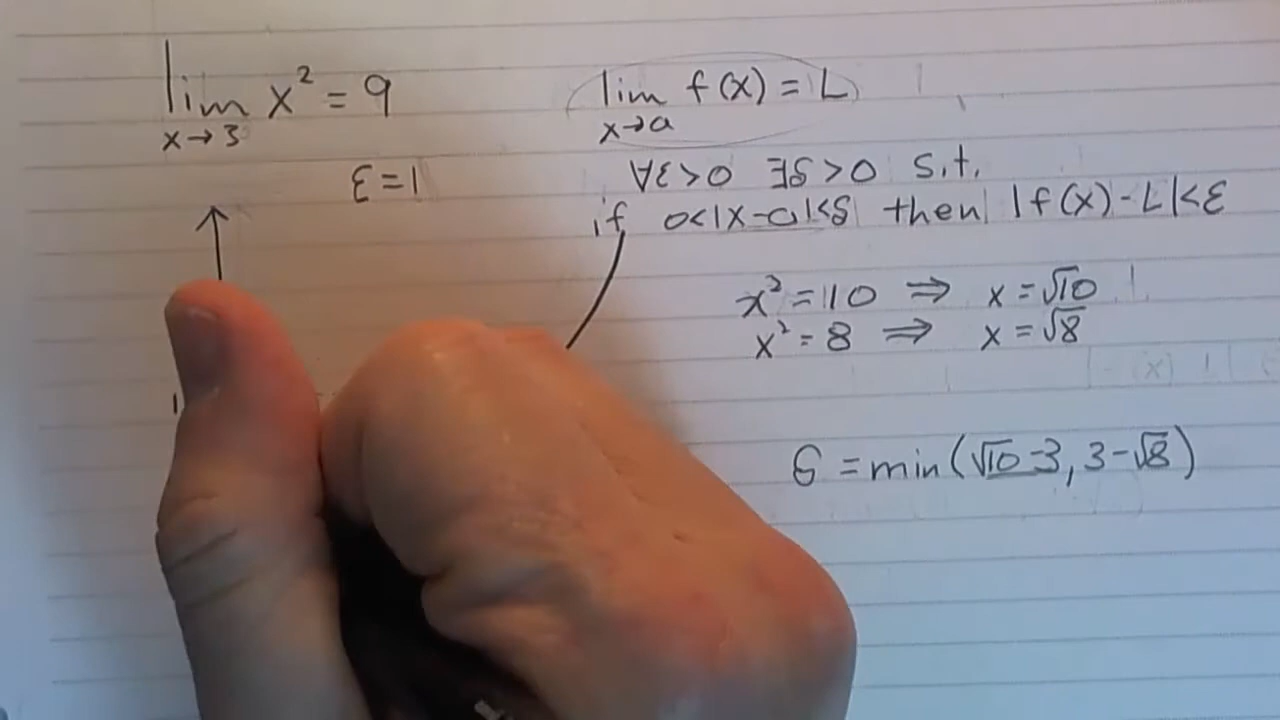 lim x² = 9
x→3
ε=1
lim f(x) = L
x→a
∀ε>0 ∃δ>0 s.t.
if 0<|x-a|<δ then |f(x)-L|<ε
x² = 10 ⇒ x = √10
x² = 8 ⇒ x = √8
δ = min(√10-3, 3-√8)